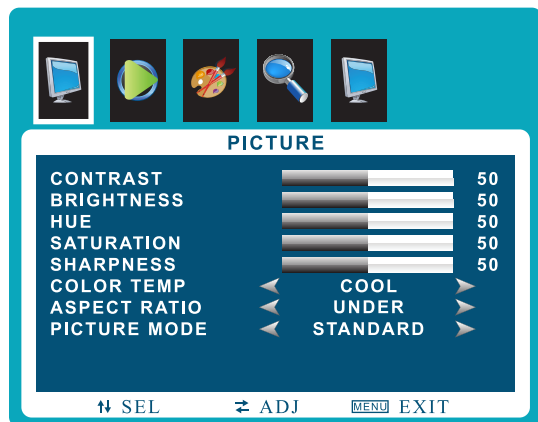 PICTURE
CONTRAST 50
BRIGHTNESS 50
HUE 50
SATURATION 50
SHARPNESS 50
COLOR TEMP COOL
ASPECT RATIO UNDER
PICTURE MODE STANDARD
SEL ADJ MENU EXIT